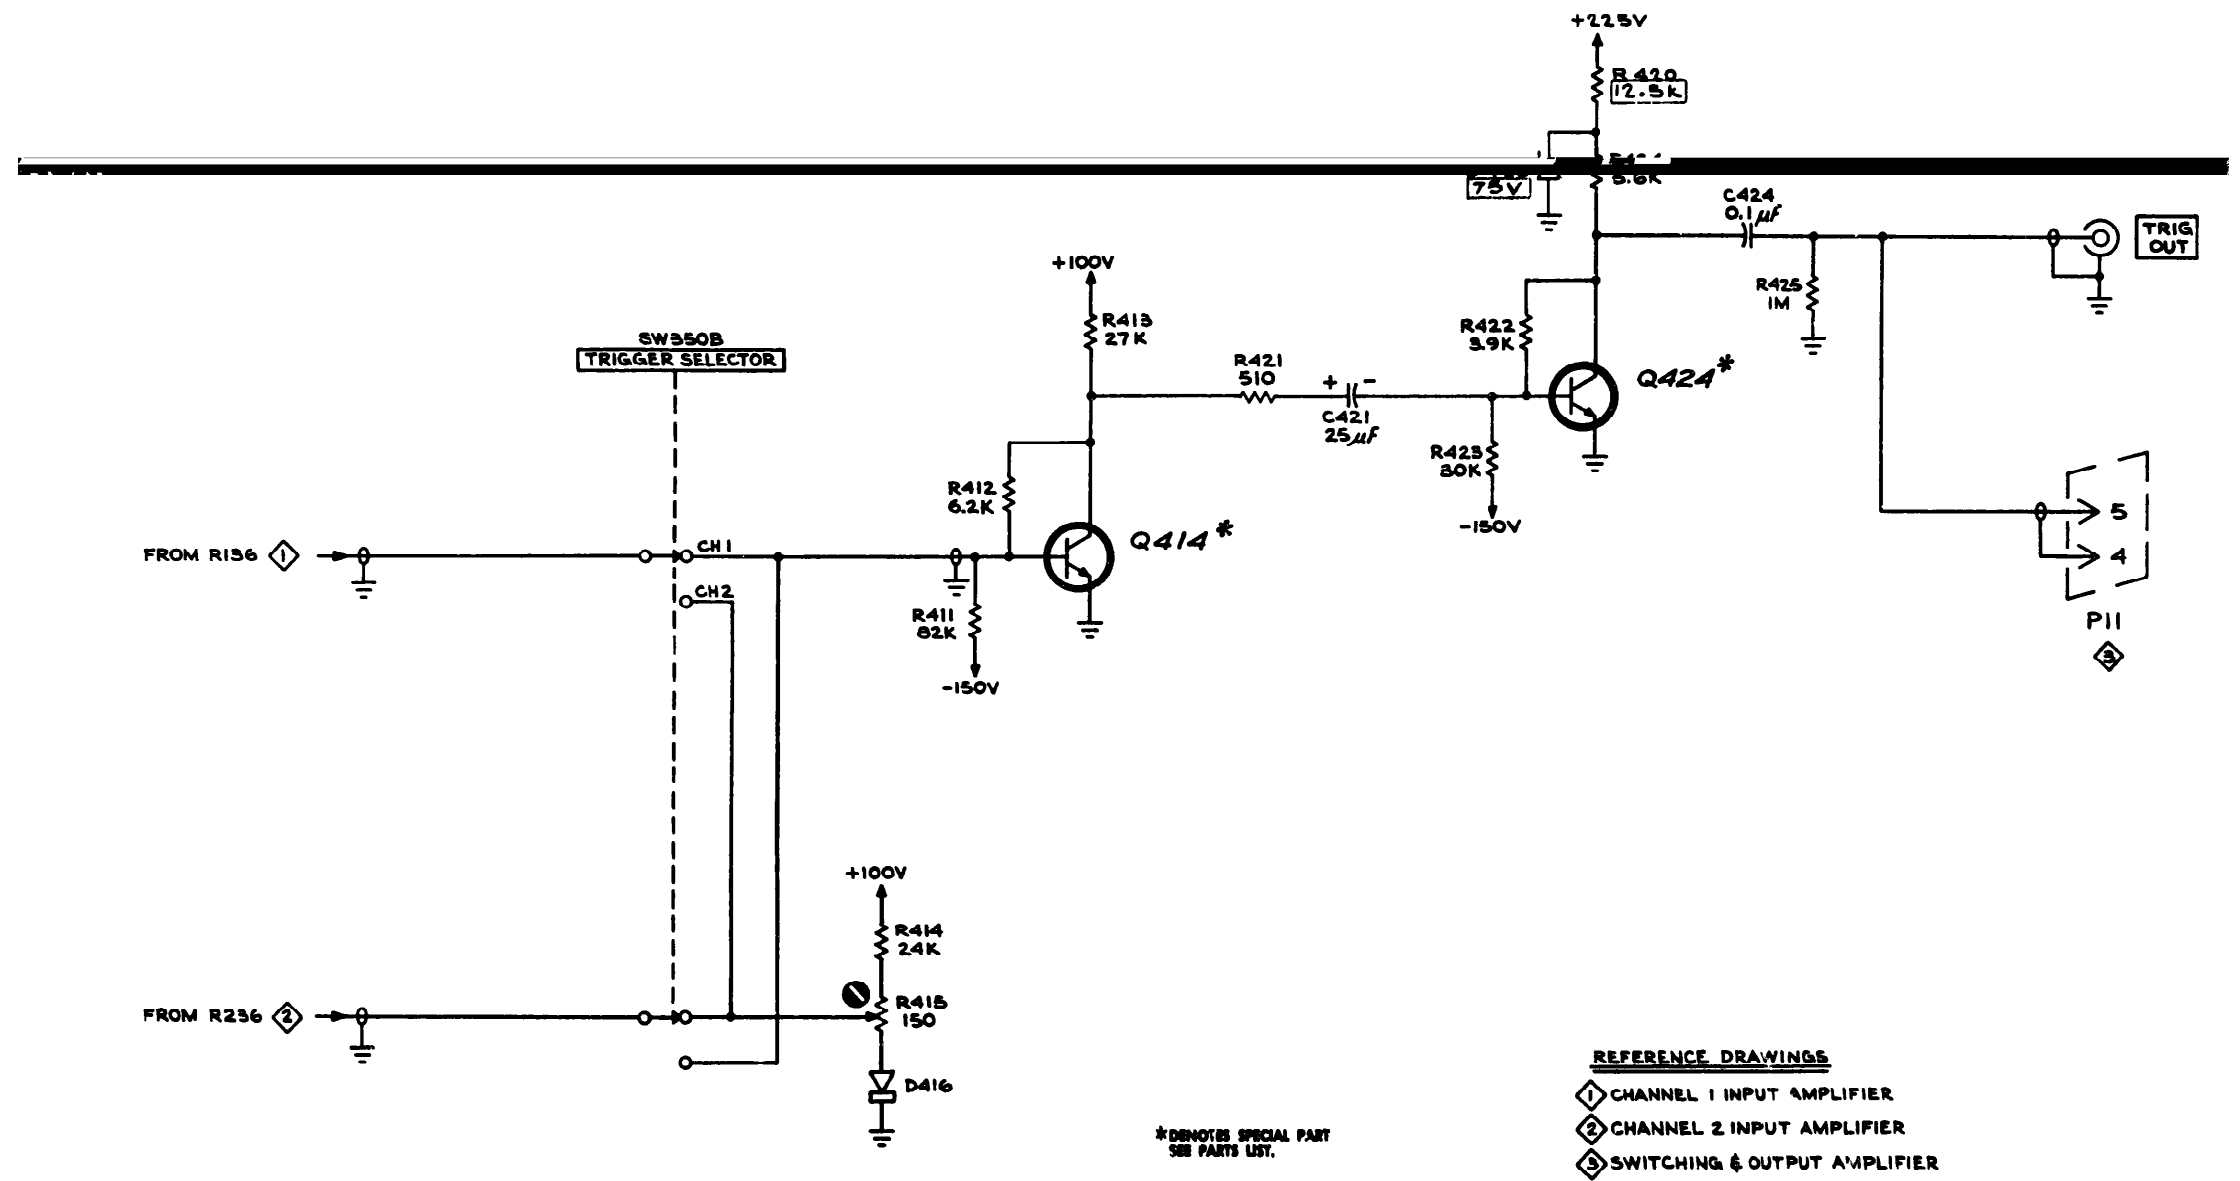 +225V
R420
12.5K
75V
5.6K
C424
0.1µF
TRIG
OUT
+100V
R413
27K
R425
1M
R422
3.9K
SW350B
TRIGGER SELECTOR
R421
510
+ -
C421
25µF
Q424*
R423
30K
-150V
R412
6.2K
5
Q414*
4
FROM R136 1
CH1
CH2
R411
82K
-150V
P11
3
+100V
R414
24K
FROM R236 2
R415
150
D416
*DENOTES SPECIAL PART
SEE PARTS LIST.
REFERENCE DRAWINGS
1 CHANNEL 1 INPUT AMPLIFIER
2 CHANNEL 2 INPUT AMPLIFIER
3 SWITCHING & OUTPUT AMPLIFIER